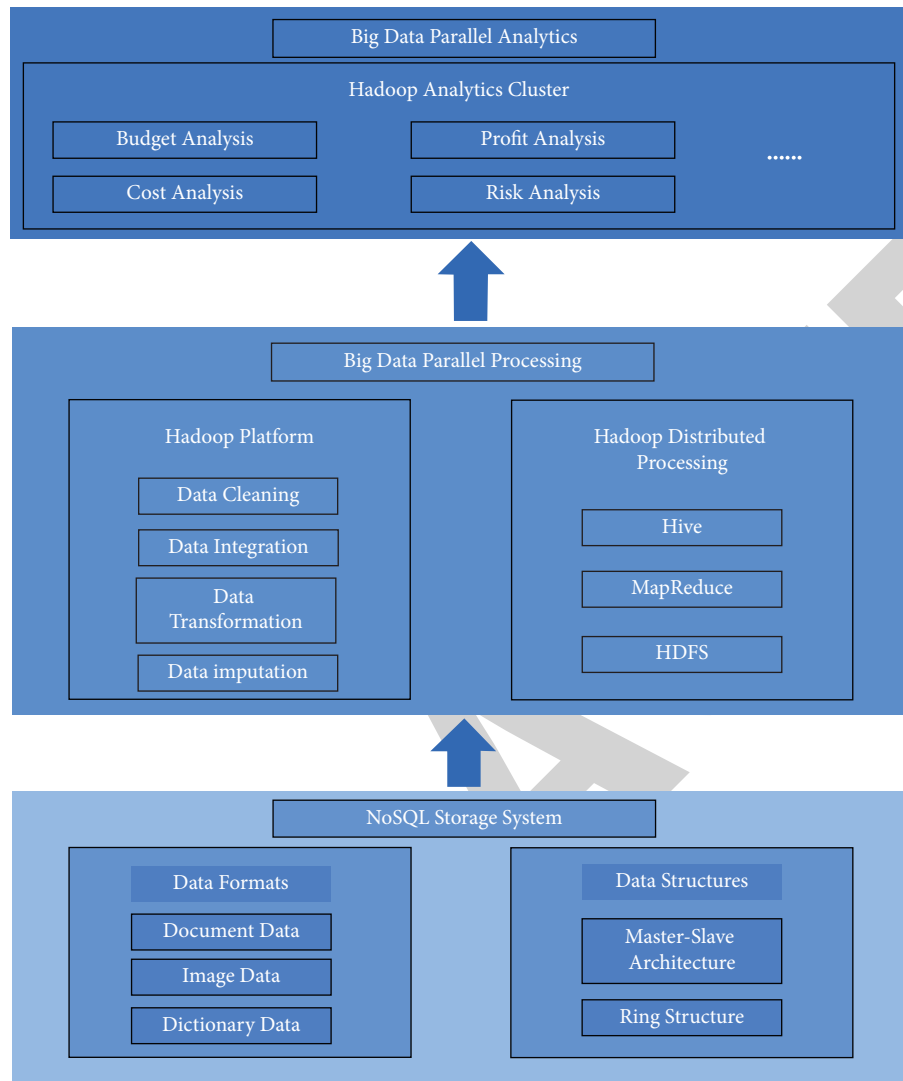 Big Data Parallel Analytics
Hadoop Analytics Cluster
Budget Analysis
Profit Analysis
......
Cost Analysis
Risk Analysis
Big Data Parallel Processing
Hadoop Platform
Data Cleaning
Data Integration
Data
Transformation
Data imputation
Hadoop Distributed
Processing
Hive
MapReduce
HDFS
NoSQL Storage System
Data Formats
Document Data
Image Data
Dictionary Data
Data Structures
Master-Slave
Architecture
Ring Structure